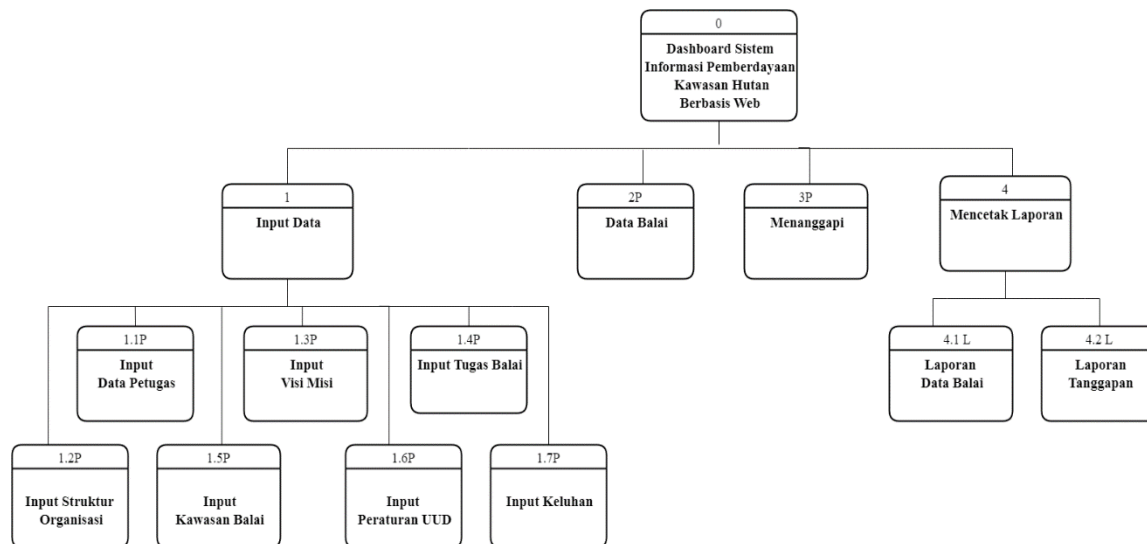 0
Dashboard Sistem
Informasi Pemberdayaan
Kawasan Hutan
Berbasis Web
1
Input Data
2P
Data Balai
3P
Menanggapi
4
Mencetak Laporan
1.1P
Input
Data Petugas
1.3P
Input
Visi Misi
1.4P
Input Tugas Balai
4.1 L
Laporan
Data Balai
4.2 L
Laporan
Tanggapan
1.2P
Input Struktur
Organisasi
1.5P
Input
Kawasan Balai
1.6P
Input
Peraturan UUD
1.7P
Input Keluhan